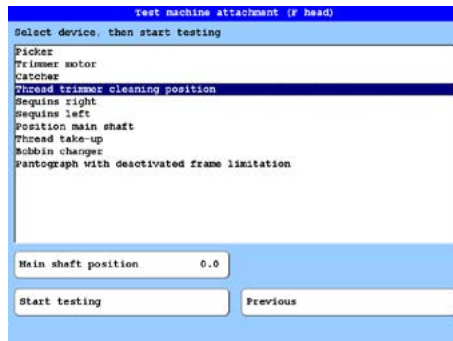 Test machine attachment (F head)
Select device, then start testing
Picker
Trimmer motor
Catcher
Thread trimmer cleaning position
Sequins right
Sequins left
Position main shaft
Thread take-up
Bobbin changer
Pantograph with deactivated frame limitation
Main shaft position 0.0
Start testing Previous